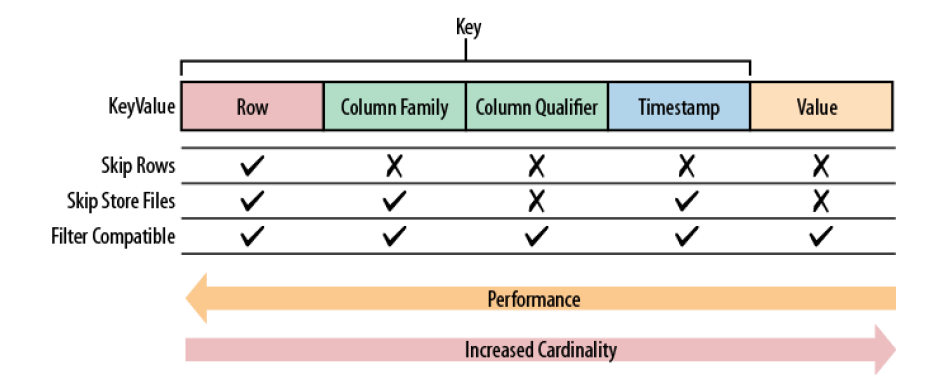 Key
KeyValue Row Column Family Column Qualifier Timestamp Value
Skip Rows ✓ X X X X
Skip Store Files ✓ ✓ X ✓ X
Filter Compatible ✓ ✓ ✓ ✓ ✓
Performance
Increased Cardinality